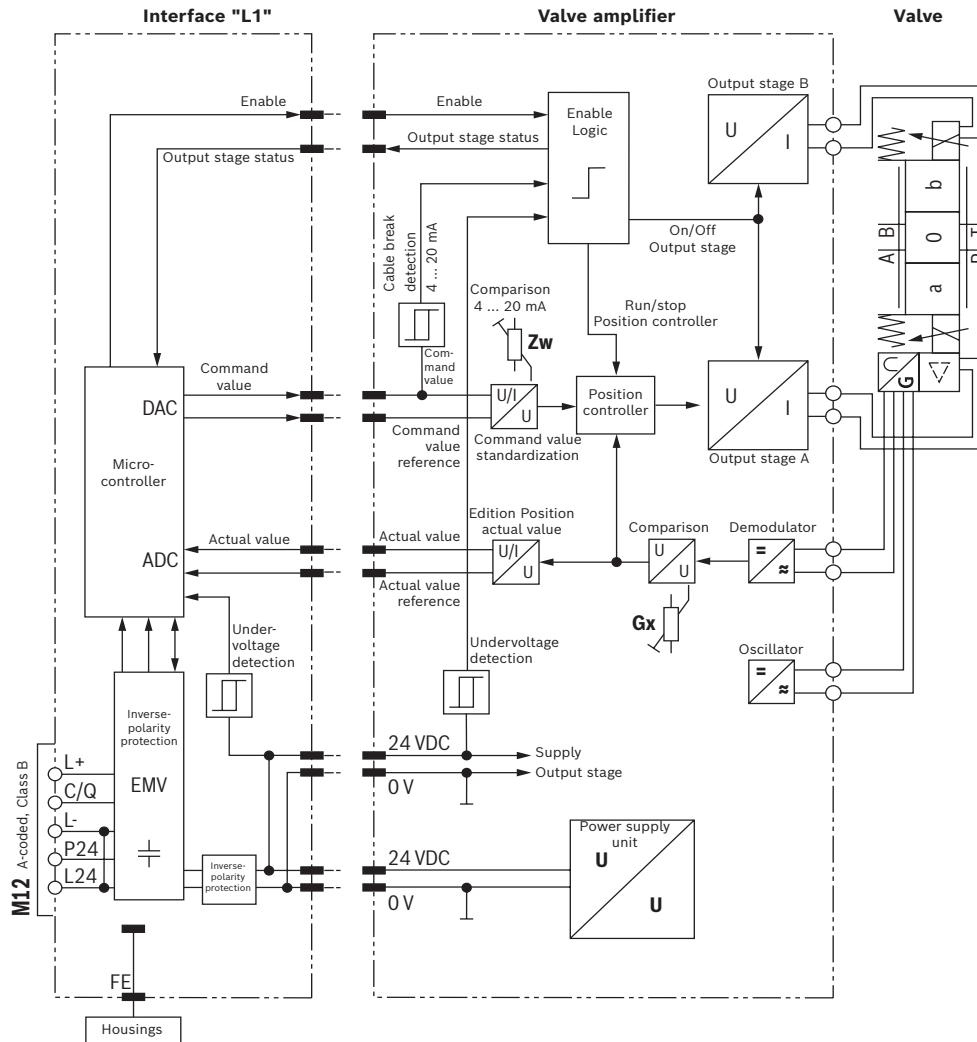 Interface "L1"
Valve amplifier
Valve
Enable
Output stage status
Enable
Output stage status
Enable
Logic
Output stage B
U
I
On/Off
Output stage
Cable break
detection
4 ... 20 mA
Comparison
4 ... 20 mA
Zw
Run/stop
Position controller
Com-
mand
value
Command
value
DAC
Micro-
controller
ADC
U/I
U
Command
value
reference
Command value
standardization
Position
controller
U
I
Output stage A
B
A
T
P
b
0
a
G
Actual value
Actual value
Actual value
reference
Edition Position
actual value
U/I
U
Comparison
U
U
Gx
Demodulator
=
≈
Oscillator
=
≈
Under-
voltage
detection
Undervoltage
detection
Inverse-
polarity
protection
EMV
M12 A-coded, Class B
L+
C/Q
L-
P24
L24
Inverse-
polarity
protection
24 VDC
0 V
Supply
Output stage
24 VDC
0 V
Power supply
unit
U
U
FE
Housings